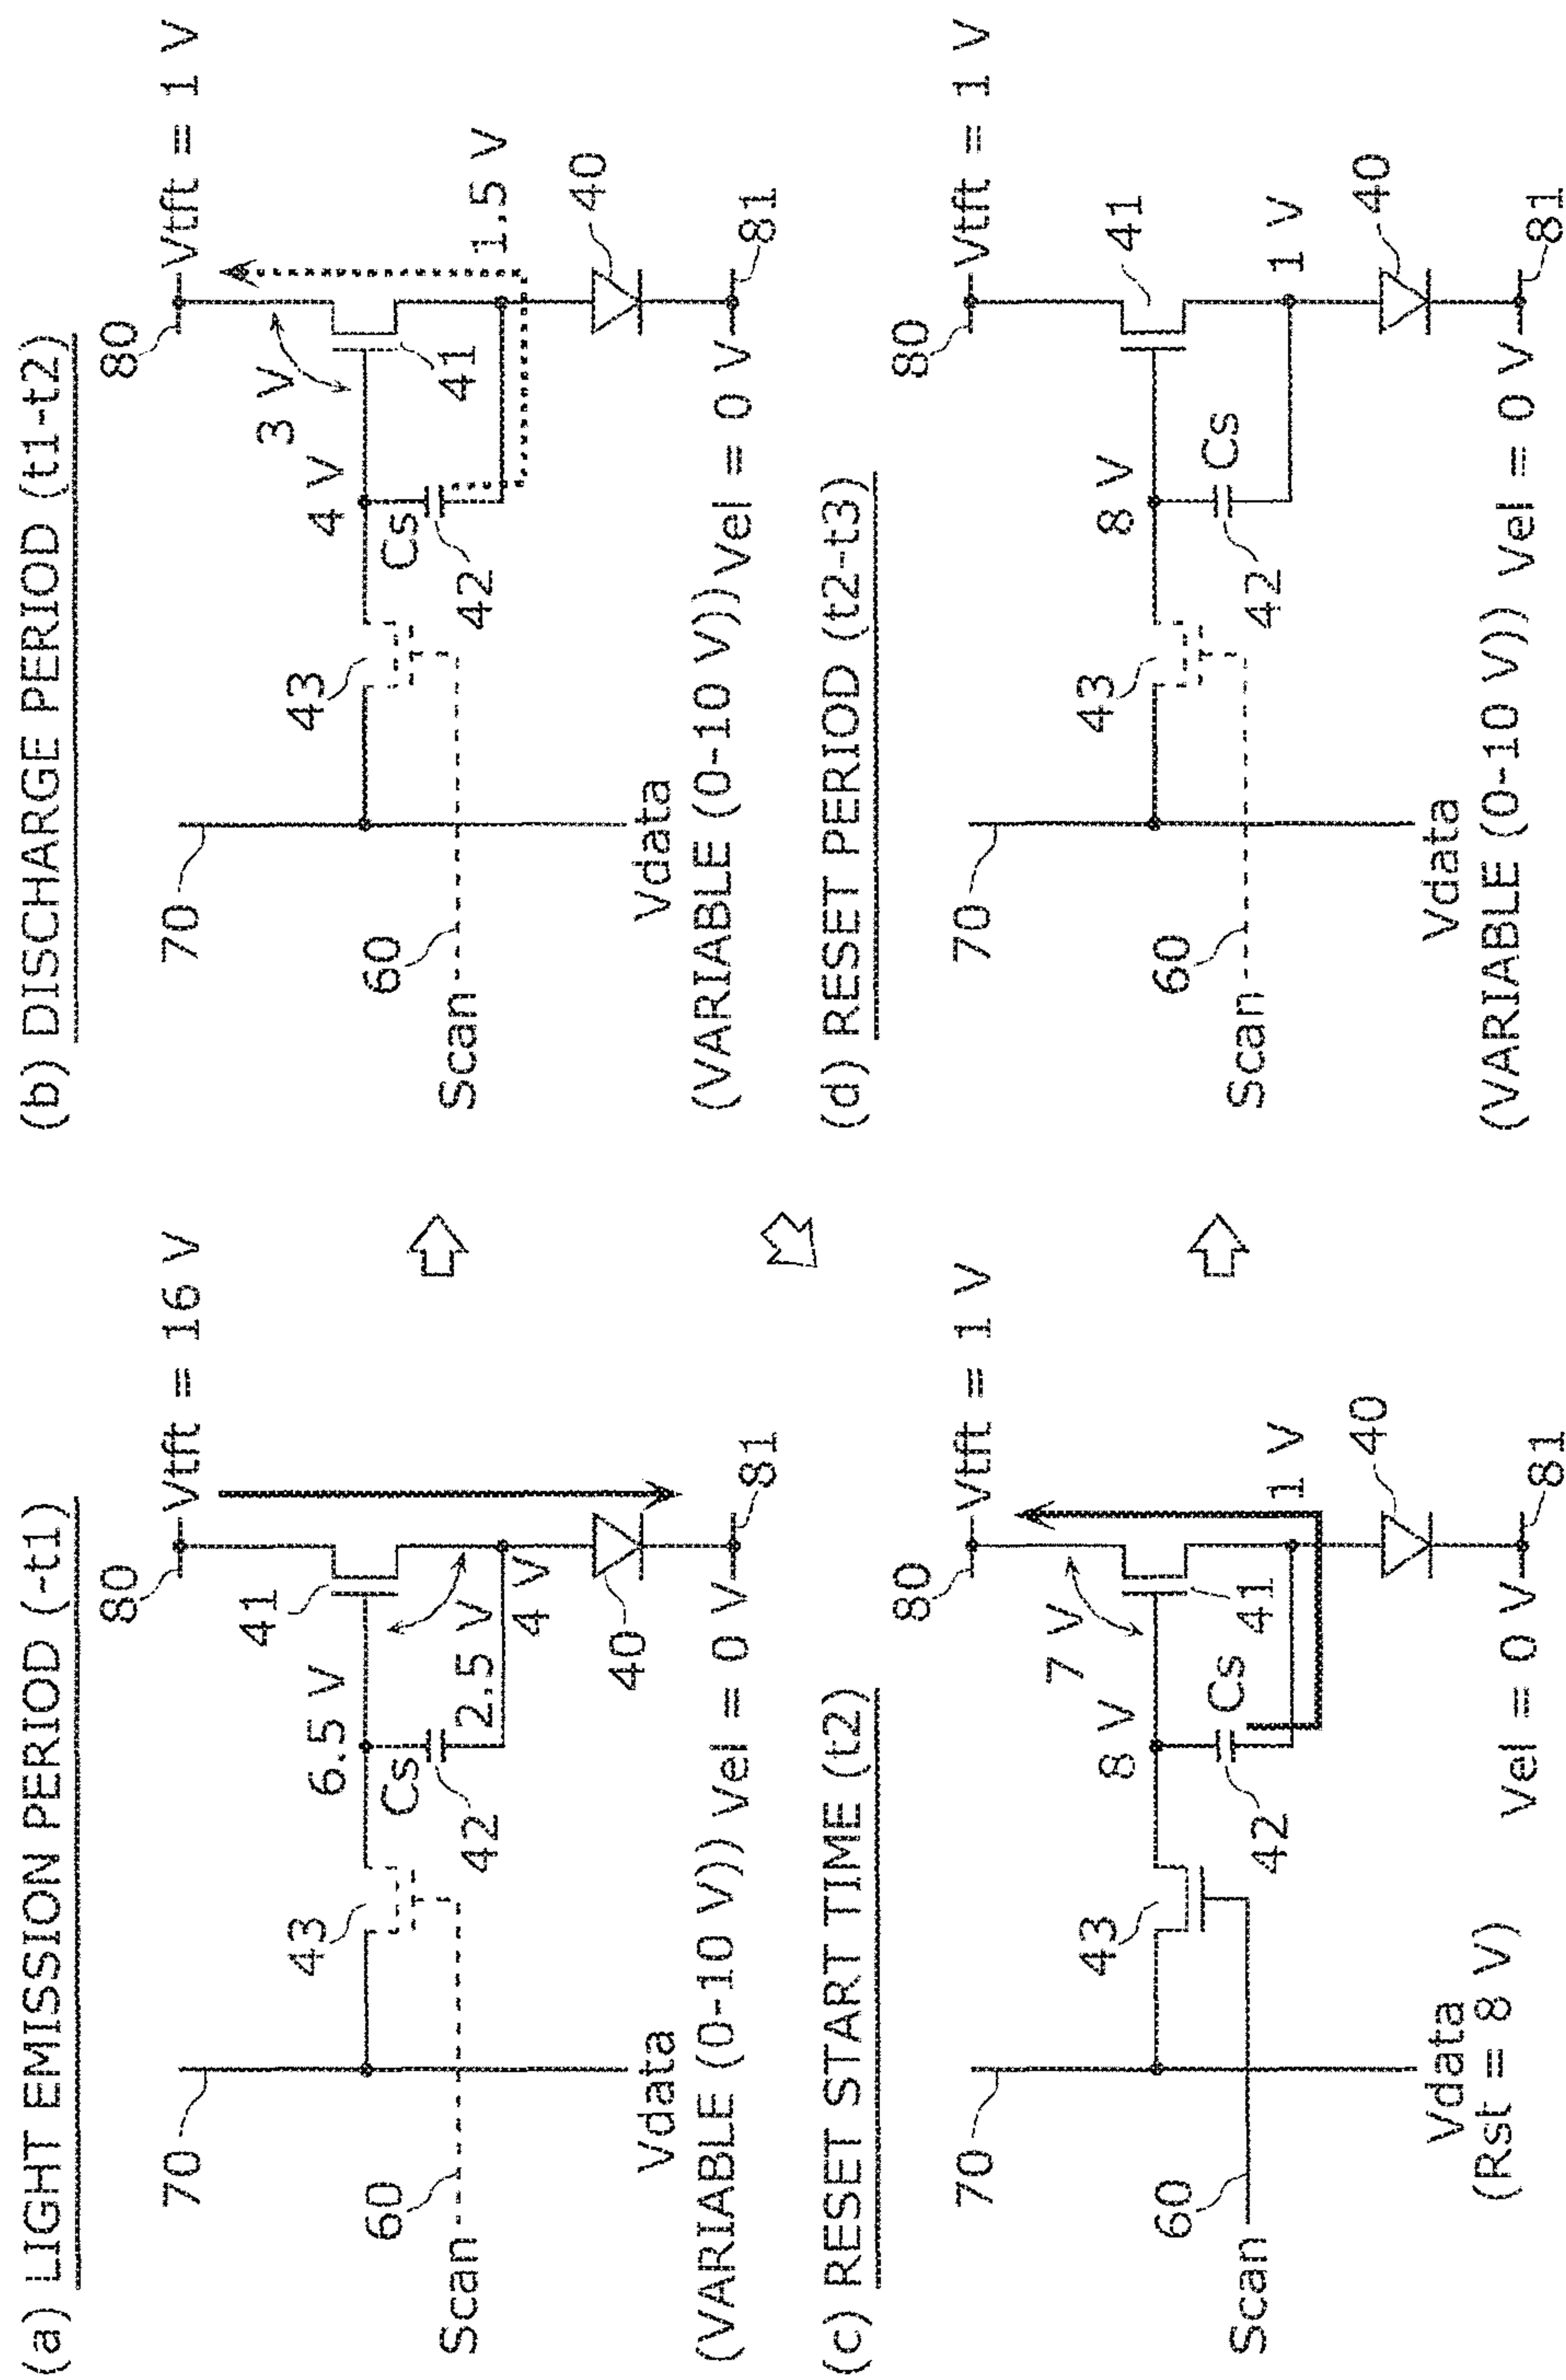 (a) LIGHT EMISSION PERIOD (-t1)
80
Vtft = 16 V
70
41
6.5 V
43
Cs
2.5 V
4 V
42
60
Scan
40
81
Vdata
(VARIABLE (0-10 V))
Vel = 0 V
(b) DISCHARGE PERIOD (t1-t2)
80
Vtft = 1 V
70
3 V
4 V
43
Cs
41
1.5 V
42
60
Scan
40
81
Vdata
(VARIABLE (0-10 V))
Vel = 0 V
(c) RESET START TIME (t2)
80
Vtft = 1 V
70
7 V
8 V
43
Cs
41
1 V
42
60
Scan
40
81
Vdata
(Rst = 8 V)
Vel = 0 V
(d) RESET PERIOD (t2-t3)
80
Vtft = 1 V
70
41
8 V
43
Cs
1 V
42
60
Scan
40
81
Vdata
(VARIABLE (0-10 V))
Vel = 0 V